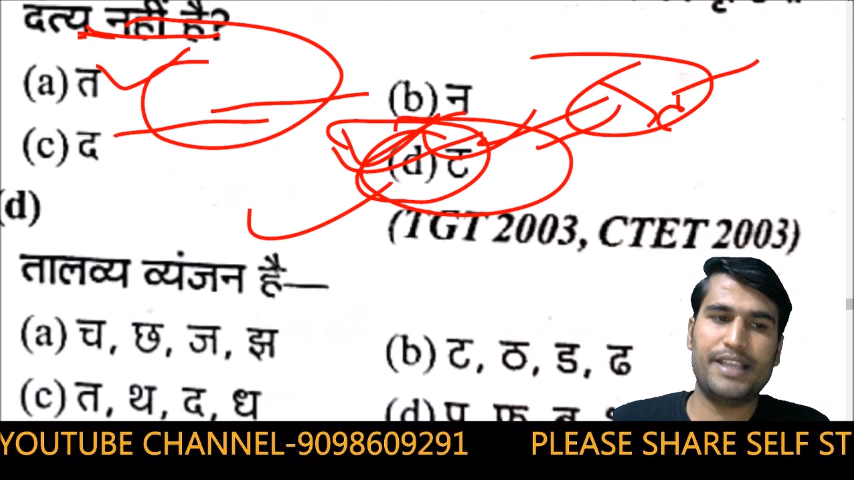 दत्य नहीं है?
(a) त (b) न
(c) द (d) ट
(d)
(TGT 2003, CTET 2003)
तालव्य व्यंजन है—
(a) च, छ, ज, झ (b) ट, ठ, ड, ढ
(c) त, थ, द, ध (d) प, फ, ब,
YOUTUBE CHANNEL-9098609291 PLEASE SHARE SELF ST